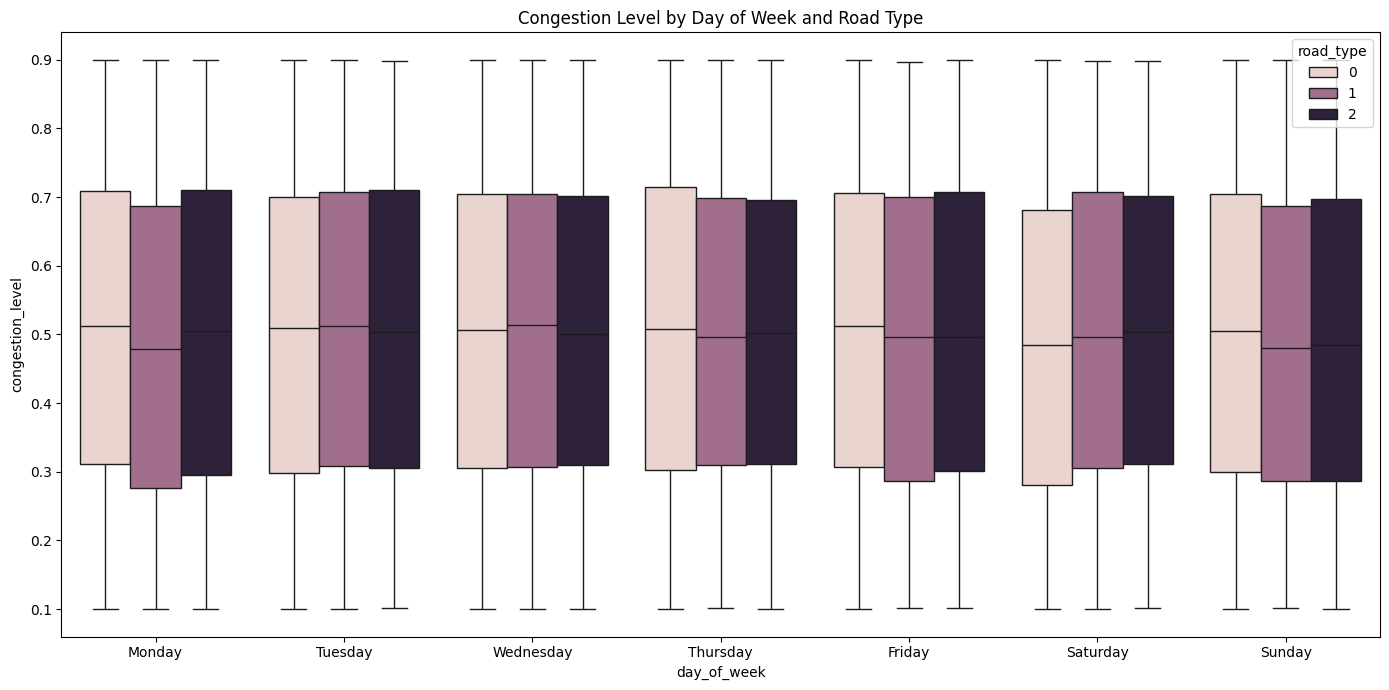 Congestion Level by Day of Week and Road Type
road_type
0
1
2
congestion_level
0.9
0.8
0.7
0.6
0.5
0.4
0.3
0.2
0.1
Monday Tuesday Wednesday Thursday Friday Saturday Sunday
day_of_week